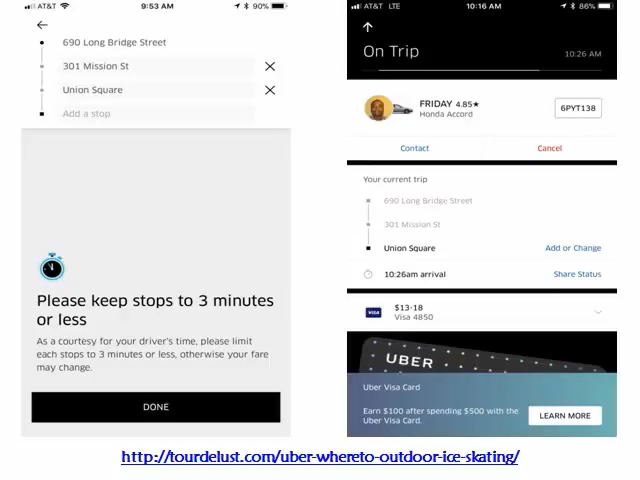 AT&T 9:53 AM 90%
690 Long Bridge Street
301 Mission St
Union Square
Add a stop
Please keep stops to 3 minutes
or less
As a courtesy for your driver's time, please limit
each stops to 3 minutes or less, otherwise your fare
may change.
DONE
AT&T LTE 10:16 AM 86%
On Trip 10:26 AM
FRIDAY 4.85★ 6PYT138
Honda Accord
Contact Cancel
Your current trip
690 Long Bridge Street
301 Mission St
Union Square Add or Change
10:26am arrival Share Status
$13-18
VISA Visa 4850
UBER
Uber Visa Card
Earn $100 after spending $500 with the
Uber Visa Card. LEARN MORE
http://tourdelust.com/uber-whereto-outdoor-ice-skating/